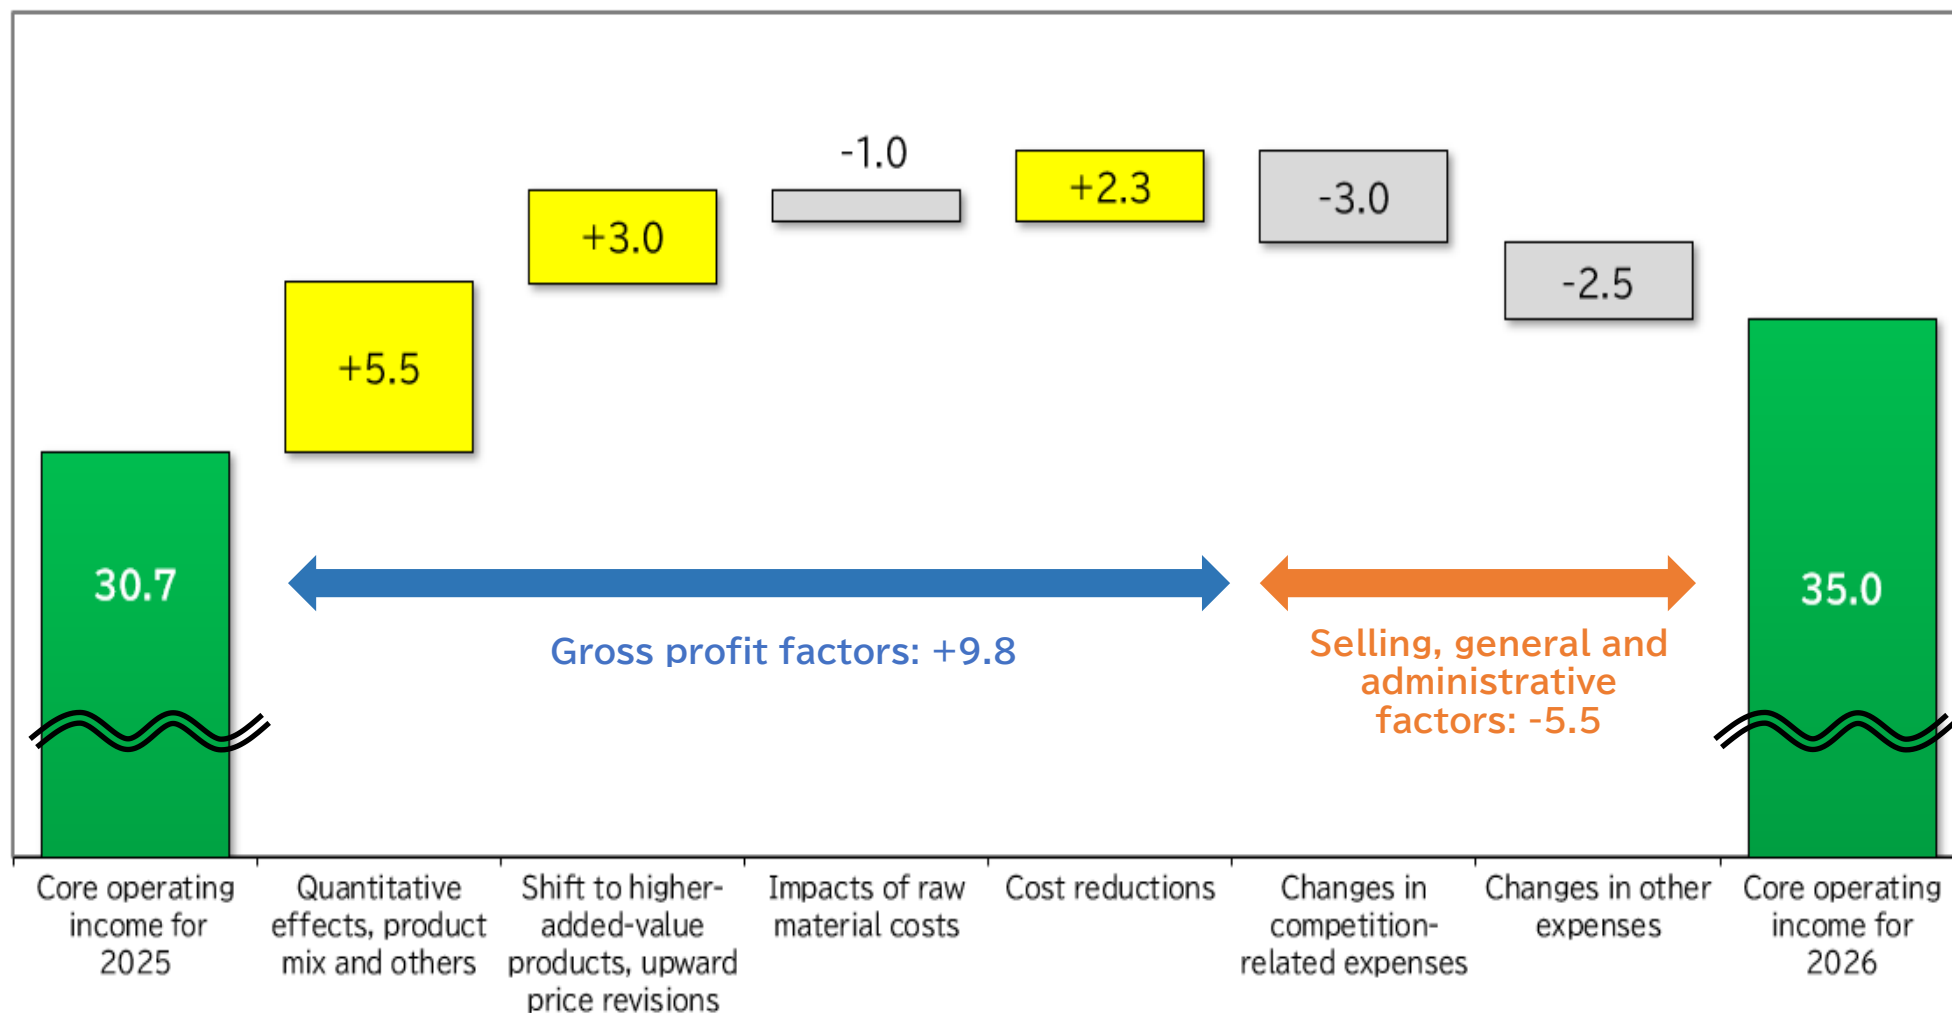 -1.0
+2.3
-3.0
+3.0
-2.5
+5.5
30.7
35.0
Gross profit factors: +9.8
Selling, general and
administrative
factors: -5.5
Core operating
income for
2025
Quantitative
effects, product
mix and others
Shift to higher-
added-value
products, upward
price revisions
Impacts of raw
material costs
Cost reductions
Changes in
competition-
related expenses
Changes in other
expenses
Core operating
income for
2026